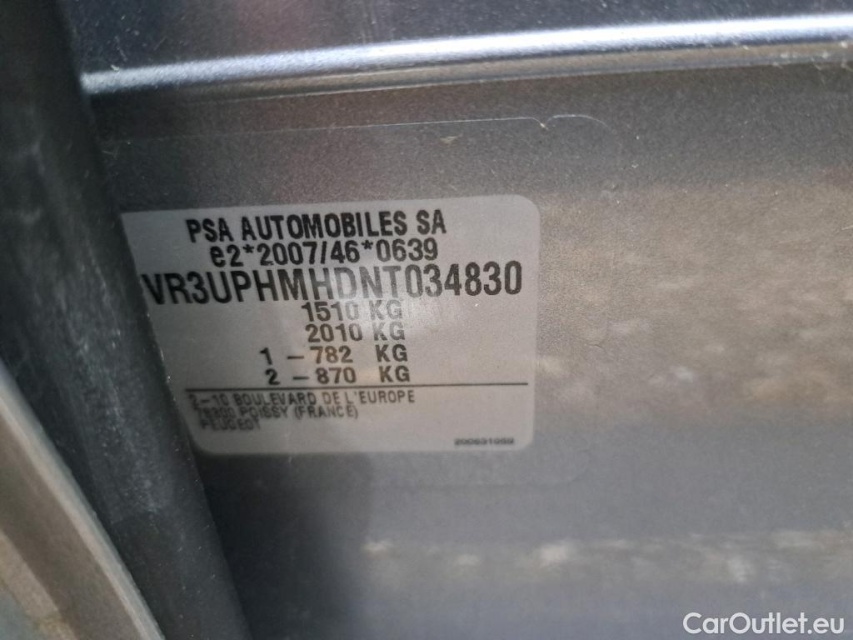 PSA AUTOMOBILES SA
e2*2007/46*0639
VR3UPHMHDNT034830
1510 KG
2010 KG
1 – 782 KG
2 – 870 KG
2–10 BOULEVARD DE L'EUROPE
78300 POISSY (FRANCE)
PEUGEOT
CarOutlet.eu